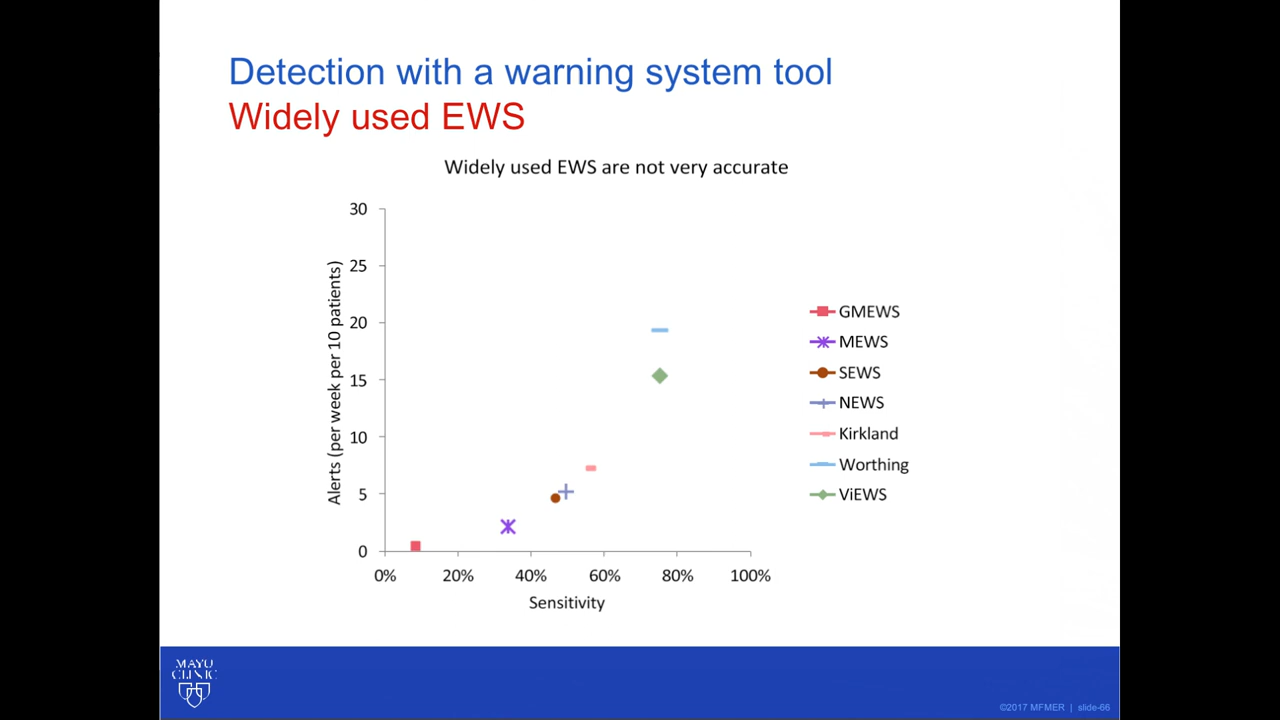 Detection with a warning system tool
Widely used EWS
Widely used EWS are not very accurate
30
25
20
15
10
5
0
Alerts (per week per 10 patients)
0% 20% 40% 60% 80% 100%
Sensitivity
GMEWS
MEWS
SEWS
NEWS
Kirkland
Worthing
ViEWS
MAYO
CLINIC
©2017 MFMER | slide-66